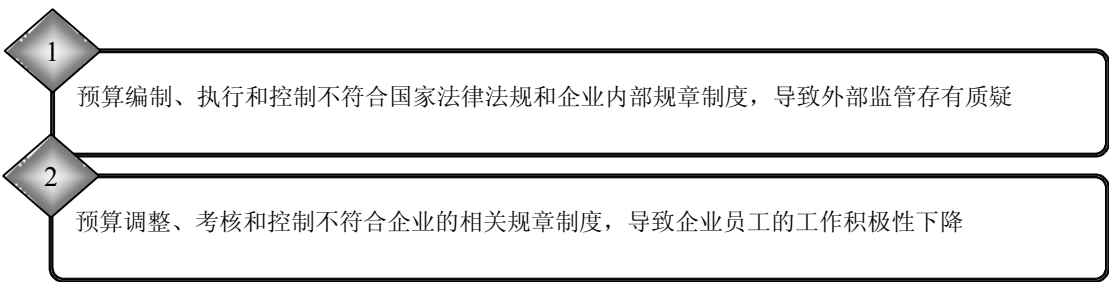 1
预算编制、执行和控制不符合国家法律法规和企业内部规章制度，导致外部监管存有质疑
2
预算调整、考核和控制不符合企业的相关规章制度，导致企业员工的工作积极性下降